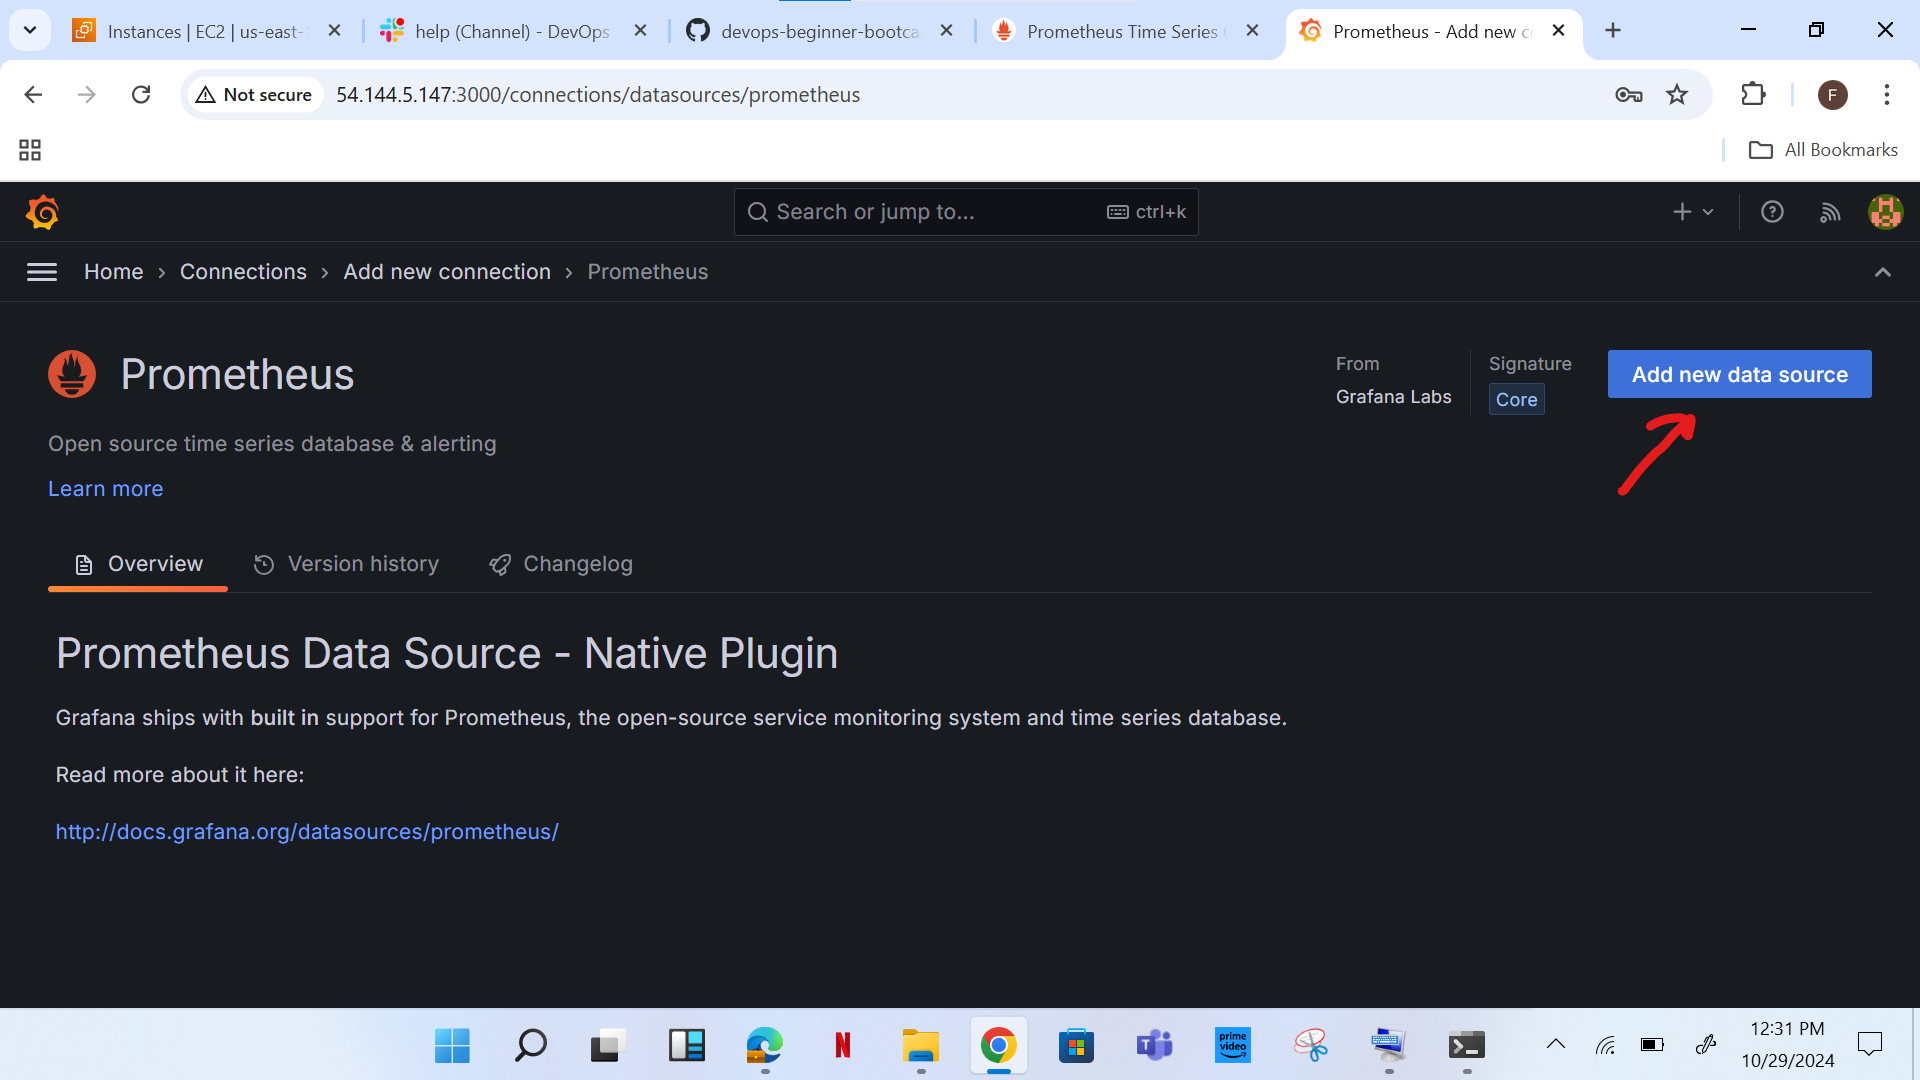 Instances | EC2 | us-east-1
help (Channel) - DevOps
devops-beginner-bootca
Prometheus Time Series
Prometheus - Add new c
Not secure
54.144.5.147:3000/connections/datasources/prometheus
F
All Bookmarks
Search or jump to...
ctrl+k
Home › Connections › Add new connection › Prometheus
Prometheus
From
Grafana Labs
Signature
Core
Add new data source
Open source time series database & alerting
Learn more
Overview
Version history
Changelog
Prometheus Data Source - Native Plugin
Grafana ships with built in support for Prometheus, the open-source service monitoring system and time series database.
Read more about it here:
http://docs.grafana.org/datasources/prometheus/
N
T
prime video
12:31 PM
10/29/2024